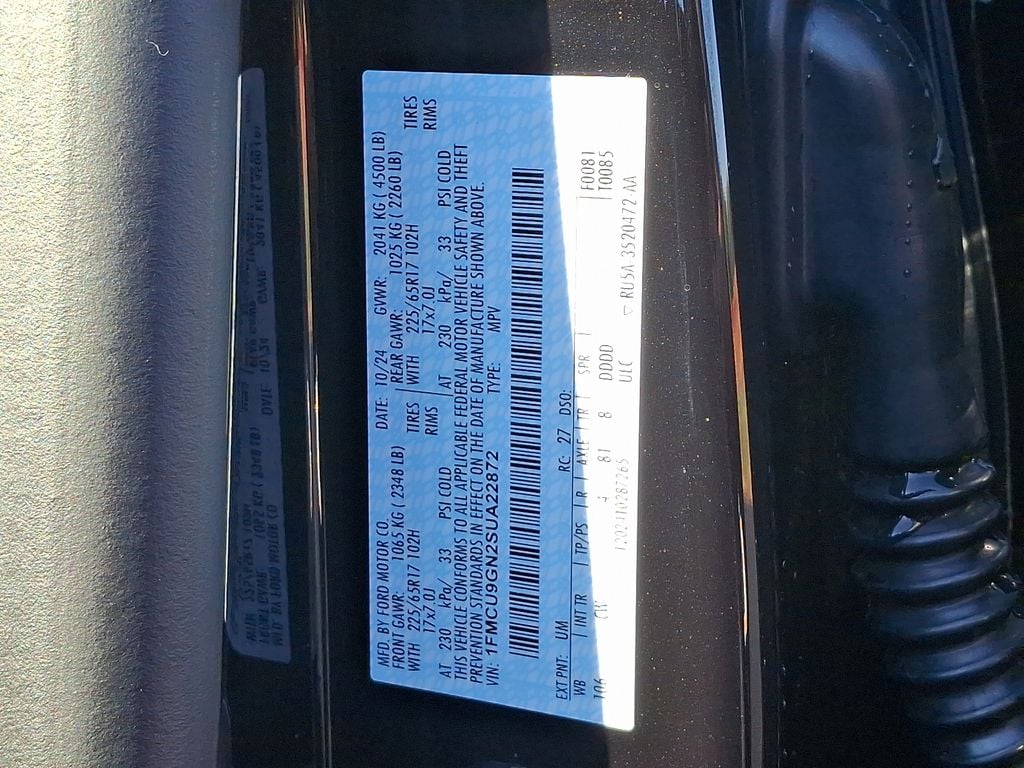 MFD. BY FORD MOTOR CO.
DATE: 10/24 GVWR: 2041 KG ( 4500 LB)
FRONT GAWR: 1065 KG ( 2348 LB) REAR GAWR: 1025 KG ( 2260 LB)
WITH 225/65R17 102H TIRES WITH 225/65R17 102H TIRES
17x7.0J RIMS 17x7.0J RIMS
AT 230 kPa/ 33 PSI COLD AT 230 kPa/ 33 PSI COLD
THIS VEHICLE CONFORMS TO ALL APPLICABLE FEDERAL MOTOR VEHICLE SAFETY AND THEFT
PREVENTION STANDARDS IN EFFECT ON THE DATE OF MANUFACTURE SHOWN ABOVE.
VIN: 1FMCU9GN2SUA22872 TYPE: MPV
EXT PNT: UM RC: 27 DSO: F0081
WB INT TR TP/PS R AXLE TR SPR T0085
106 CW 4 81 8 DDDD
ULC
1202410287265 RU5A 3520472 AA